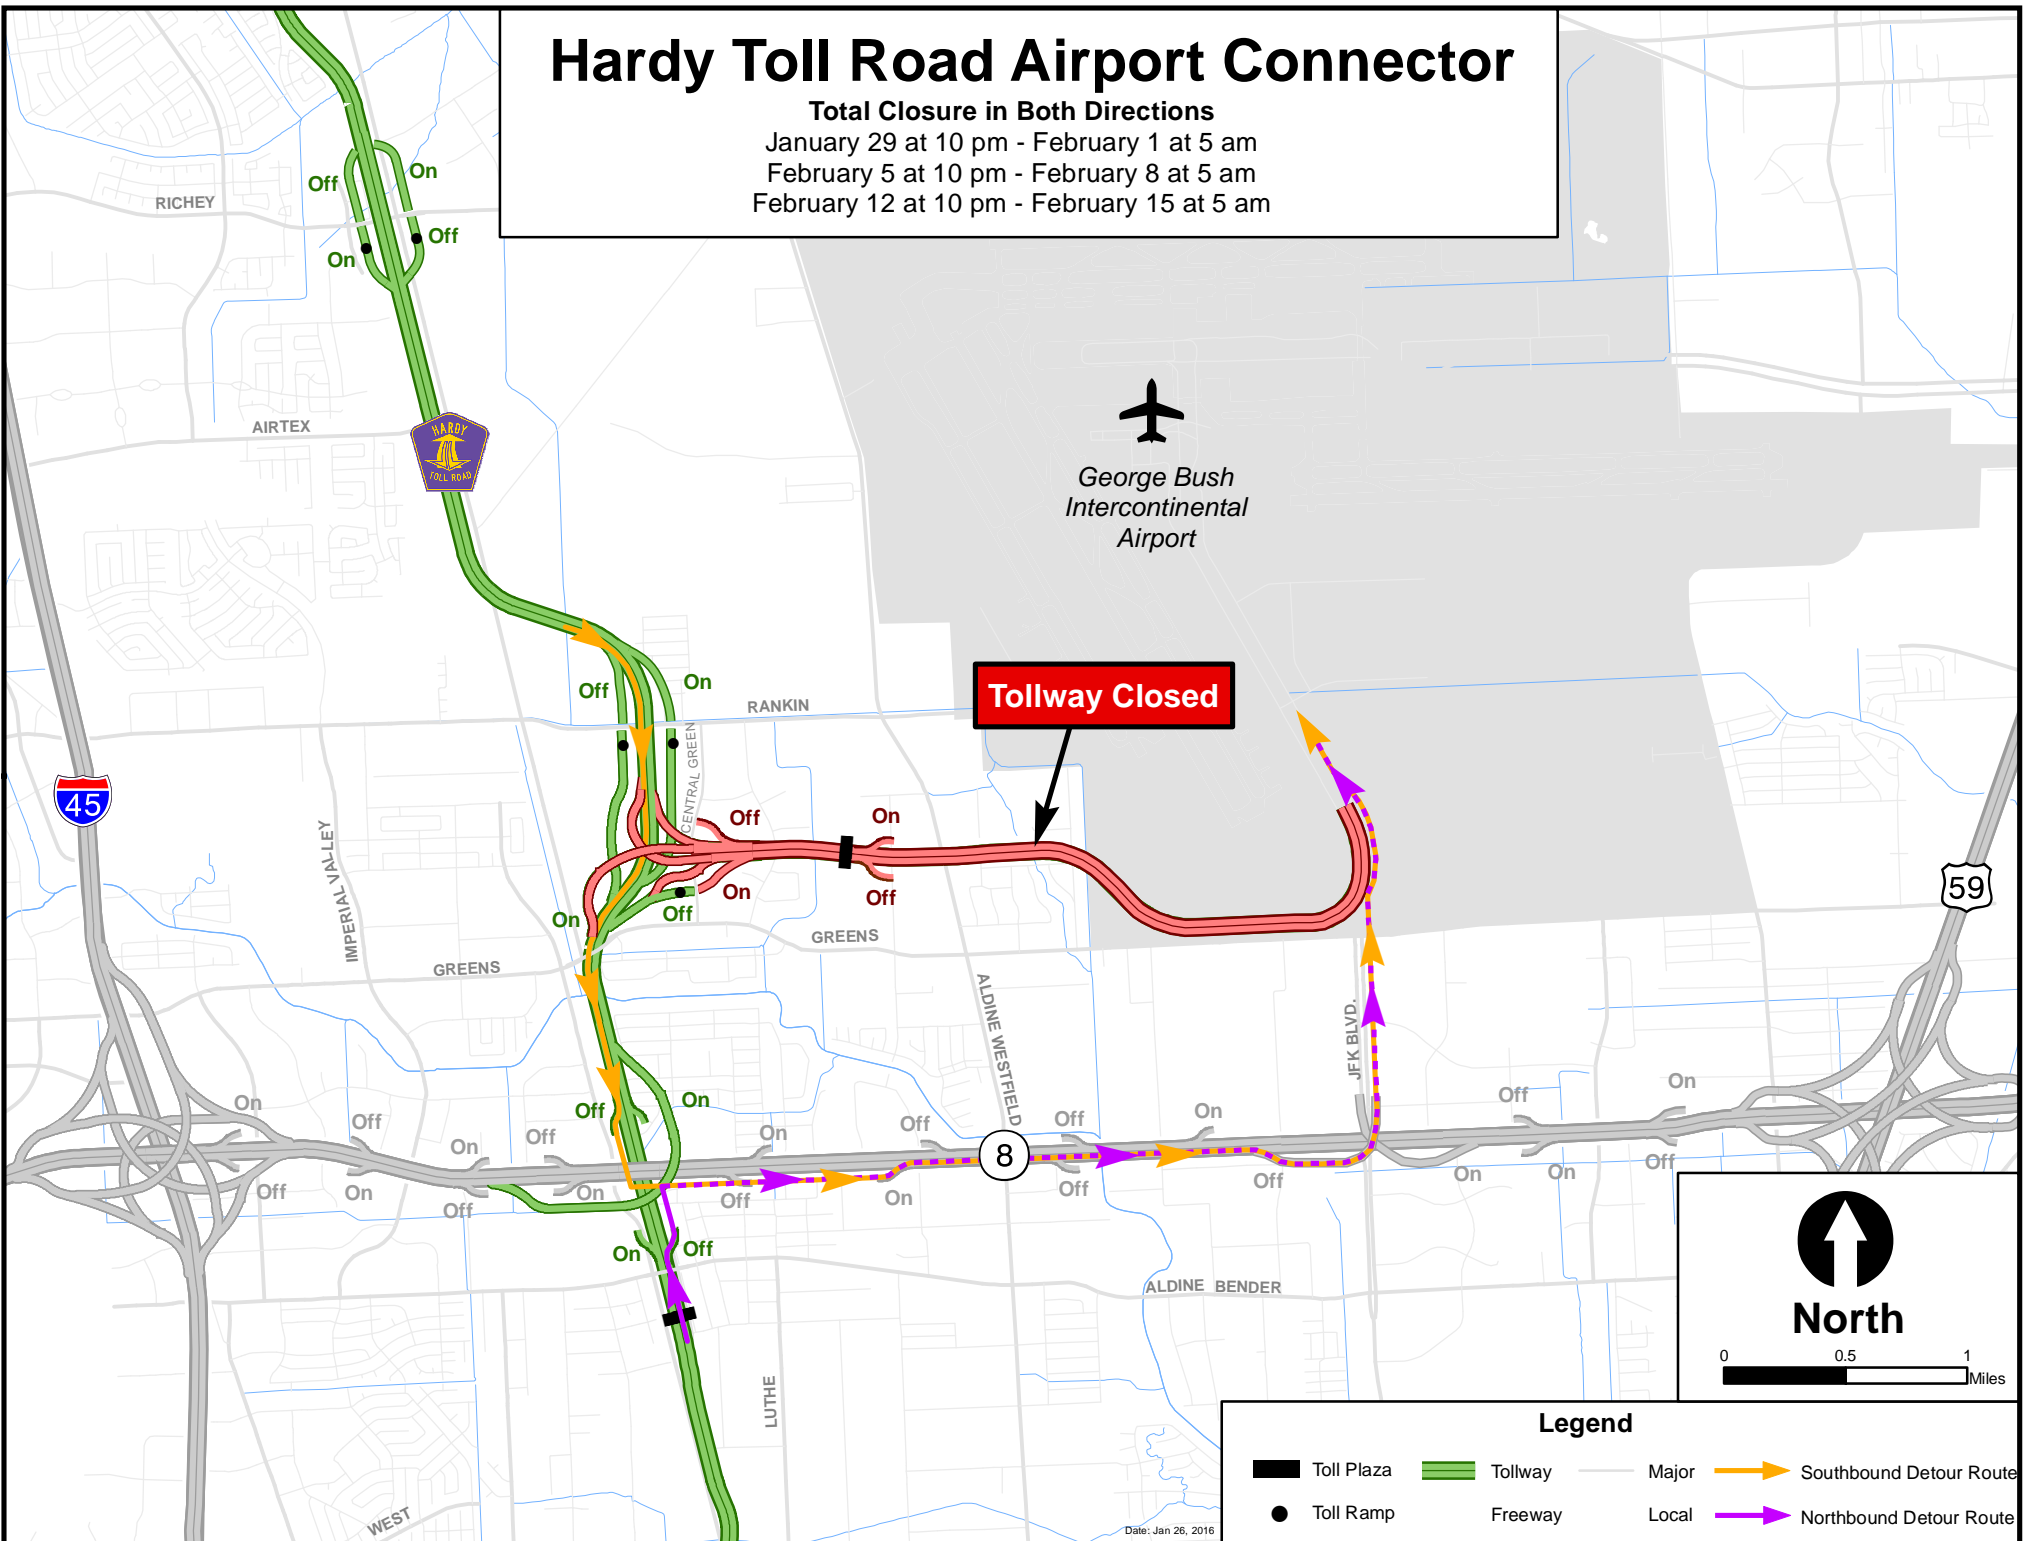 Hardy Toll Road Airport Connector
Total Closure in Both Directions
January 29 at 10 pm - February 1 at 5 am
February 5 at 10 pm - February 8 at 5 am
February 12 at 10 pm - February 15 at 5 am
Off
On
RICHEY
On
Off
AIRTEX
HARDY
TOLL ROAD
George Bush
Intercontinental
Airport
Off
On
RANKIN
Tollway Closed
CENTRAL GREEN
45
IMPERIAL VALLEY
Off
On
On
Off
59
On
Off
GREENS
GREENS
ALDINE WESTFIELD
JFK BLVD.
On
Off
On
Off
On
Off
On
Off
On
Off
Off
On
Off
On
8
Off
On
Off
On
Off
On
Off
Off
On
Off
On
On
Off
On
Off
ALDINE BENDER
LUTHE
WEST
North
0 0.5 1
Miles
Legend
Toll Plaza
Tollway
Major
Southbound Detour Route
Toll Ramp
Freeway
Local
Northbound Detour Route
Date: Jan 26, 2016